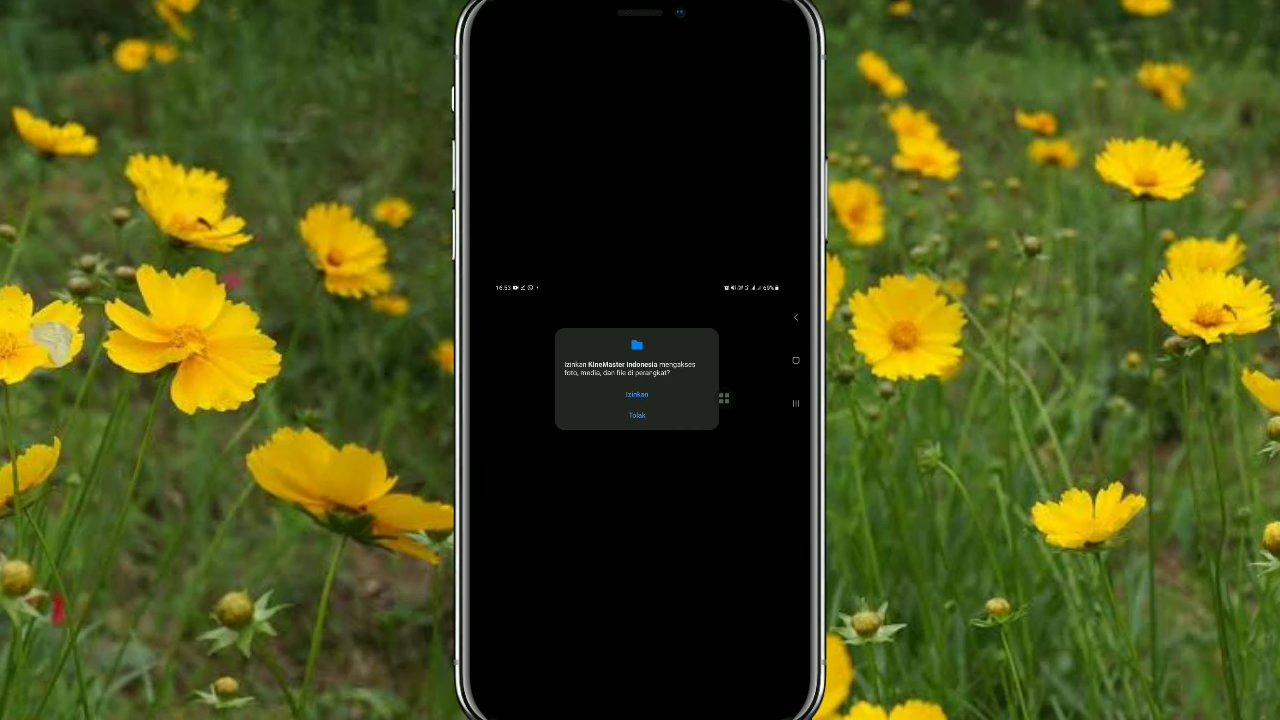 16.53
69%
Izinkan KineMaster Indonesia mengakses
foto, media, dan file di perangkat?
Izinkan
Tolak